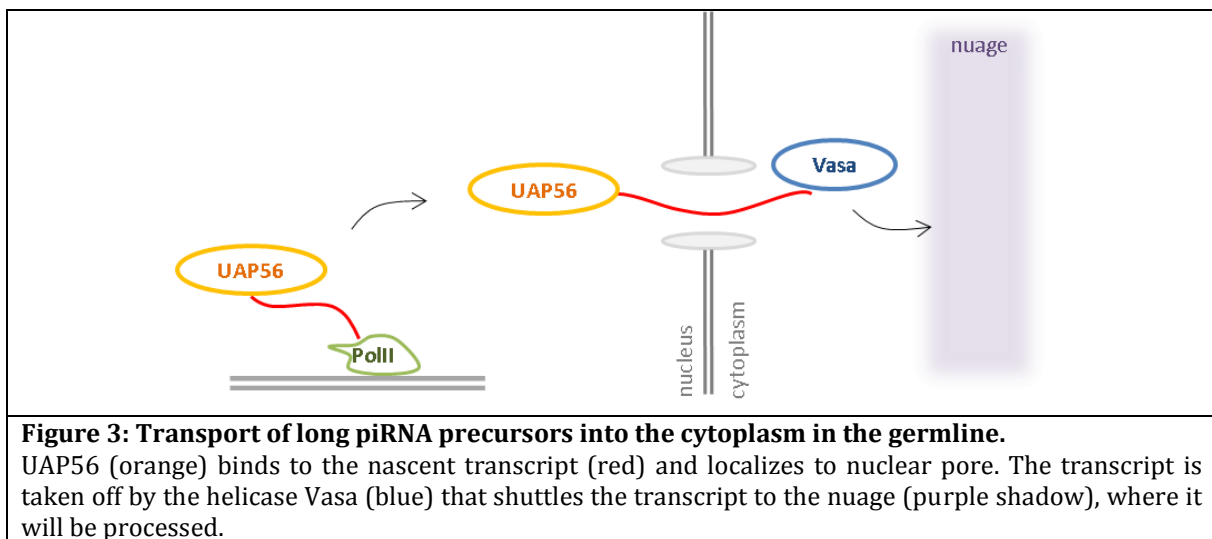 nuage
Vasa
UAP56
UAP56
PolII
nucleus
cytoplasm
Figure 3: Transport of long piRNA precursors into the cytoplasm in the germline.
UAP56 (orange) binds to the nascent transcript (red) and localizes to nuclear pore. The transcript is
taken off by the helicase Vasa (blue) that shuttles the transcript to the nuage (purple shadow), where it
will be processed.